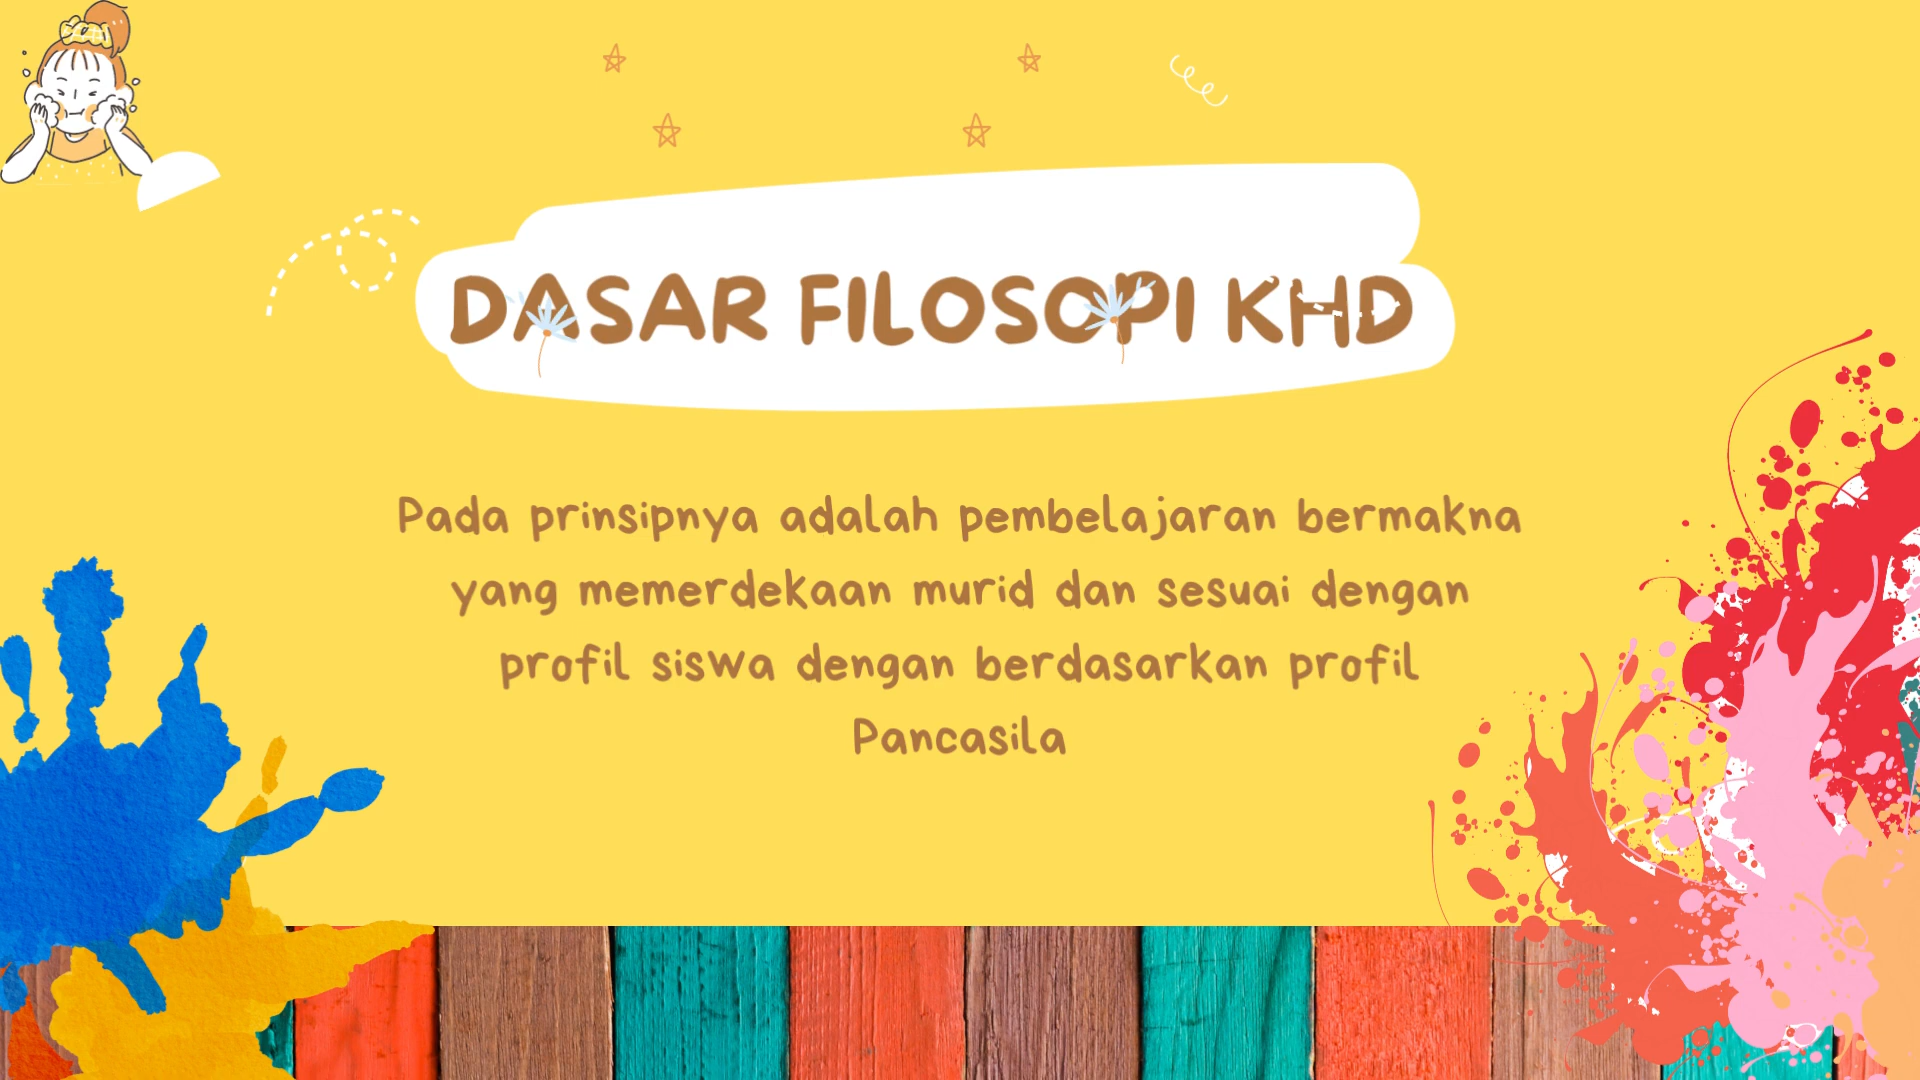 DASAR FILOSOPI KHD
Pada prinsipnya adalah pembelajaran bermakna
yang memerdekaan murid dan sesuai dengan
profil siswa dengan berdasarkan profil
Pancasila